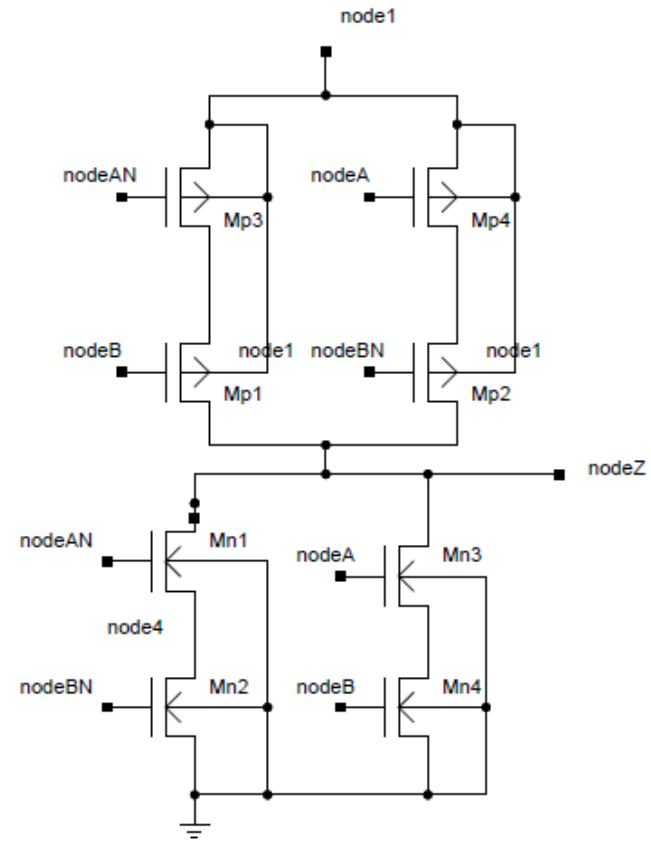 node1
nodeAN
nodeA
Mp3
Mp4
nodeB
node1
nodeBN
node1
Mp1
Mp2
nodeZ
nodeAN
Mn1
nodeA
Mn3
node4
nodeBN
Mn2
nodeB
Mn4